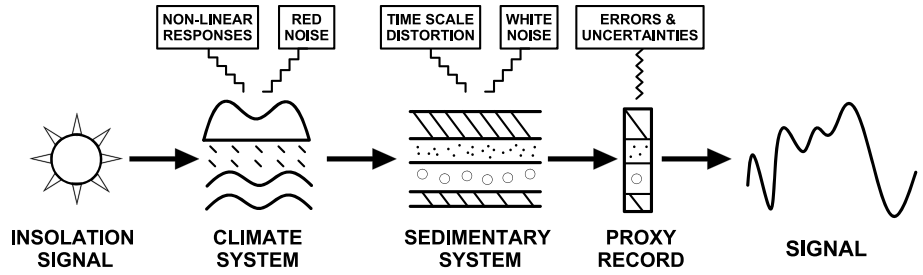 NON-LINEAR
RESPONSES
RED
NOISE
TIME SCALE
DISTORTION
WHITE
NOISE
ERRORS &
UNCERTAINTIES
INSOLATION
SIGNAL
CLIMATE
SYSTEM
SEDIMENTARY
SYSTEM
PROXY
RECORD
SIGNAL